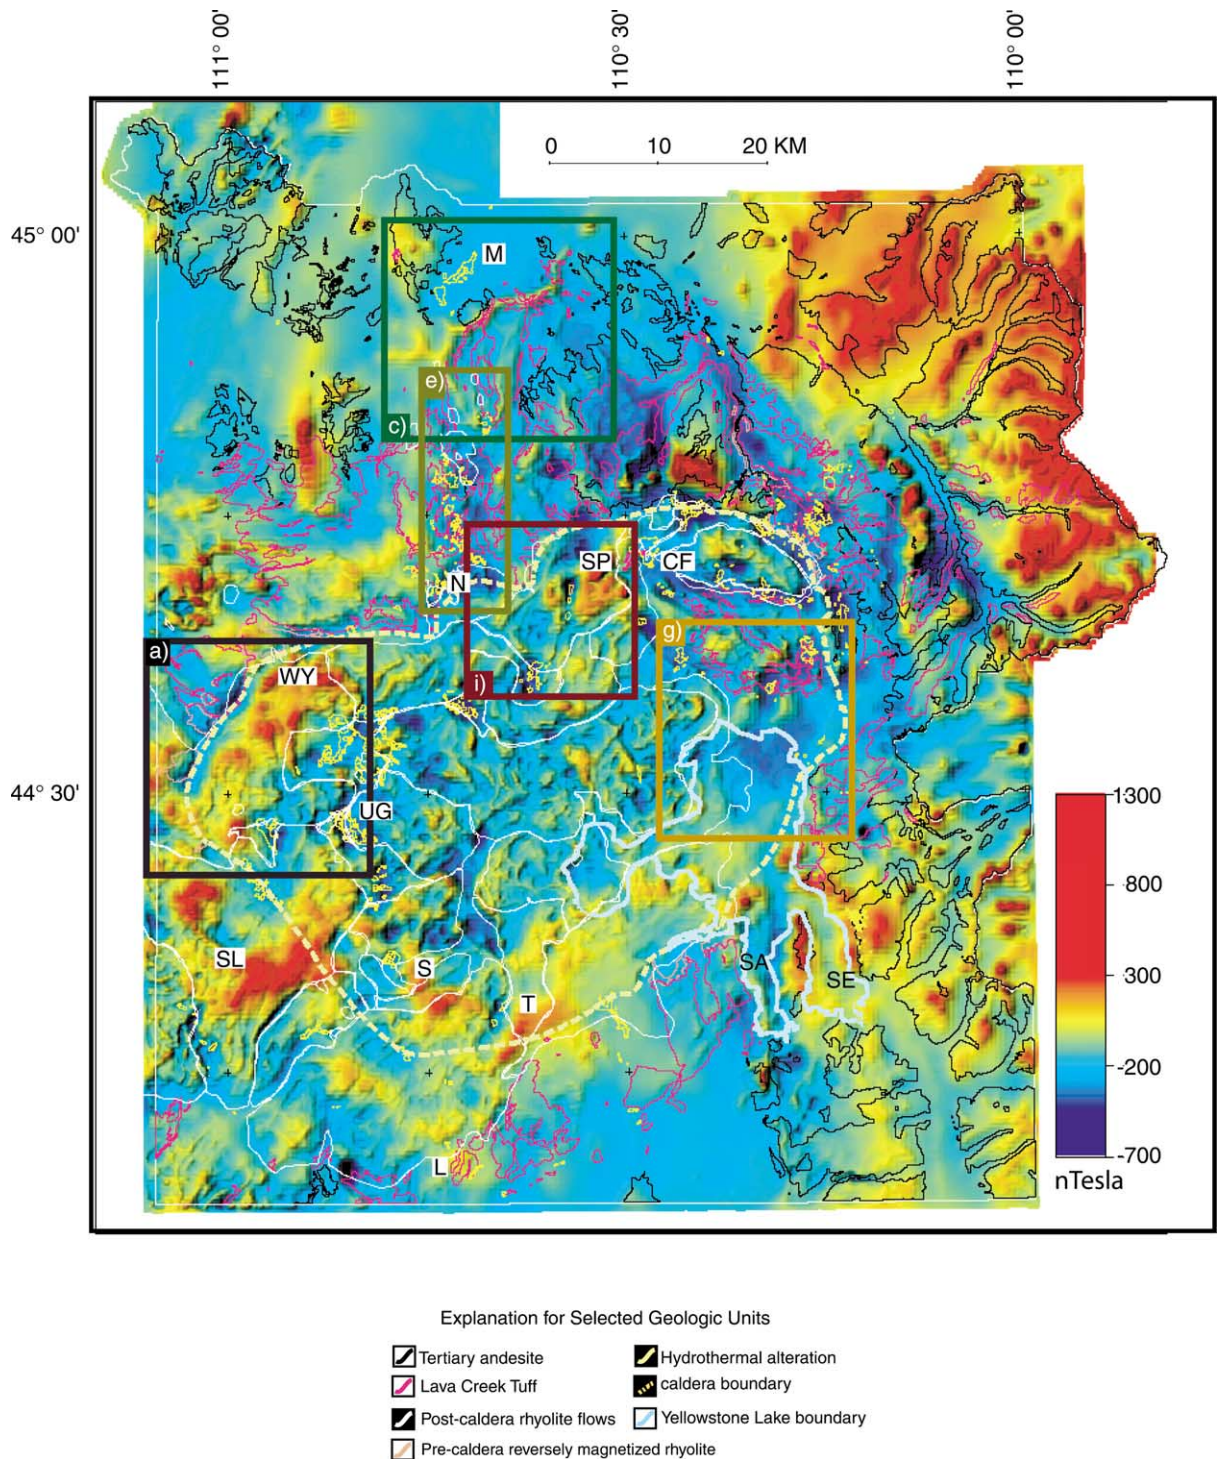 111° 00'
110° 30'
110° 00'
0 10 20 KM
45° 00'
M
e)
c)
SP
CF
N
g)
a)
WY
i)
44° 30'
UG
1300
800
SL
S
SA
SE
300
T
-200
L
-700
nTesla
Explanation for Selected Geologic Units
Tertiary andesite
Hydrothermal alteration
Lava Creek Tuff
caldera boundary
Post-caldera rhyolite flows
Yellowstone Lake boundary
Pre-caldera reversely magnetized rhyolite